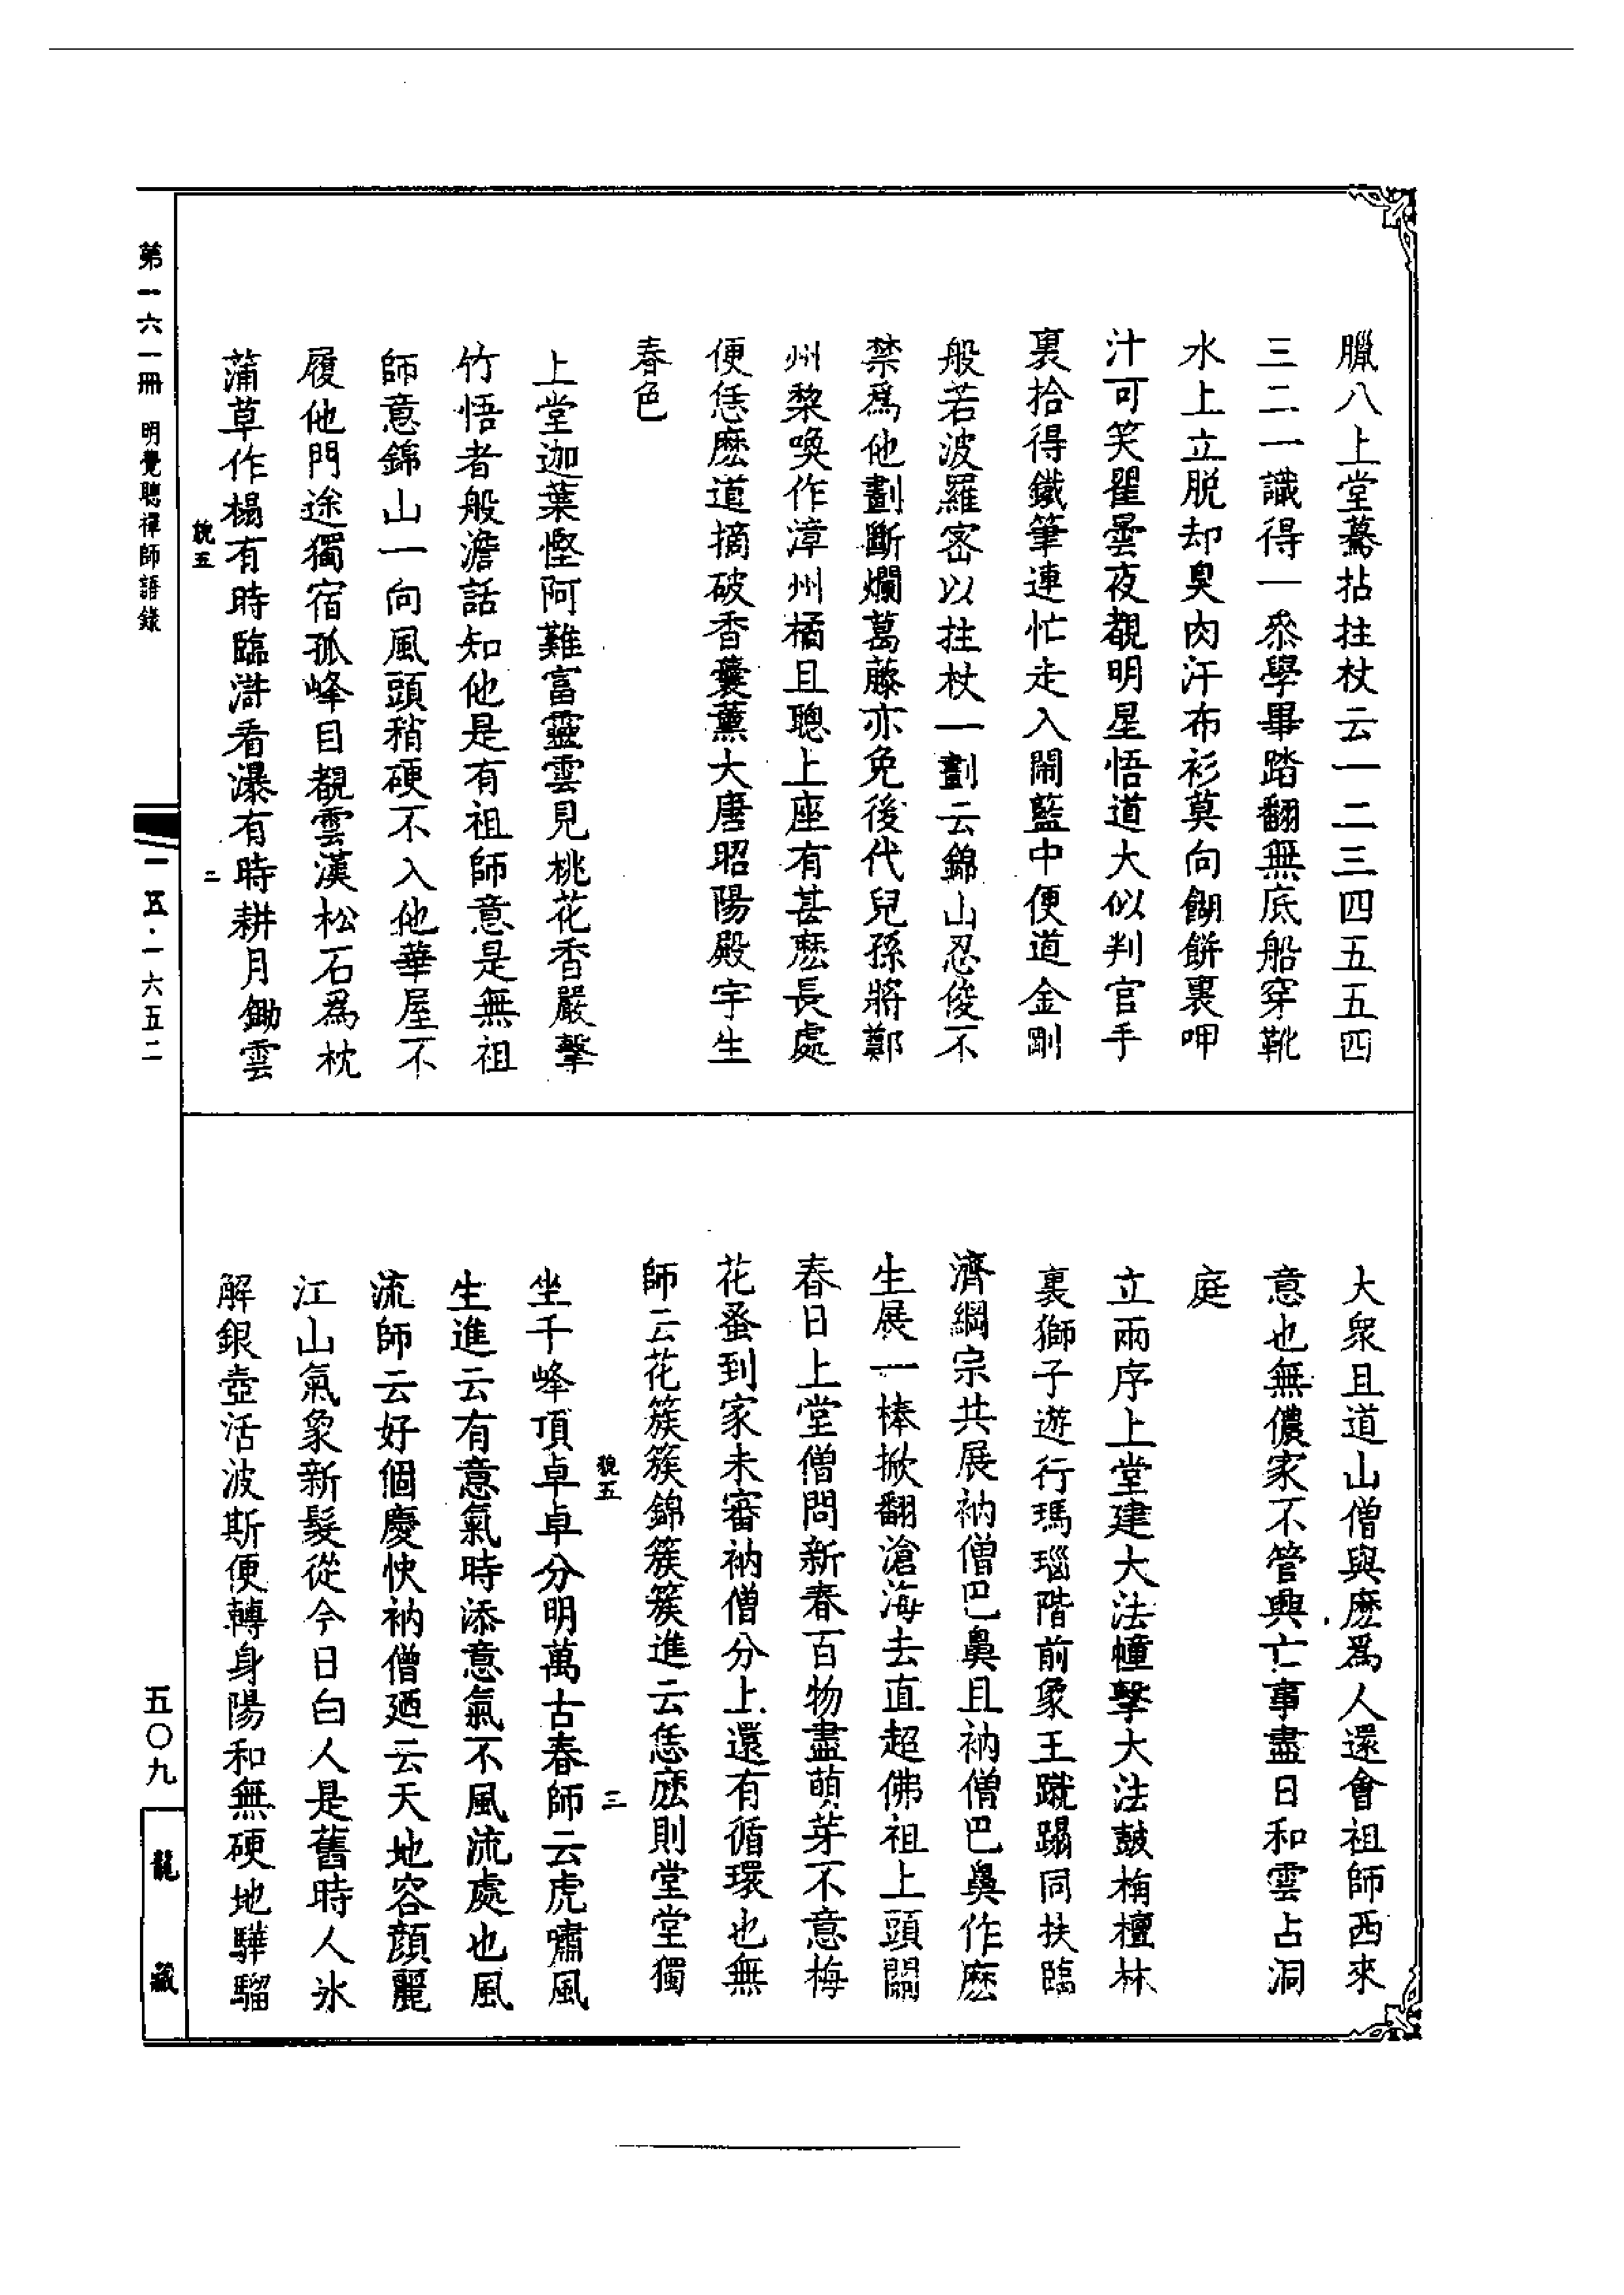 臘八上堂驀拈拄杖云一二三四五五四
三二一識得一叅學畢踏翻無底船穿靴
水上立脱却臭肉汗布衫莫向餬餅裏呷
汁可笑瞿曇夜覩明星悟道大似判官手
裏拾得鐵筆連忙走入鬧藍中便道金剛
般若波羅宻以拄杖一劃云錦山忍俊不
禁爲他劃斷爛葛藤亦免後代兒孫將鄭
州棃喚作漳州橘且聰上座有甚麽長處
便恁麽道摘破香囊薰大唐昭陽殿宇生
春色
上堂迦葉慳阿難富靈雲見桃花香嚴擊
竹悟者般澹話知他是有祖師意是無祖
師意錦山一向風頭稍硬不入他華屋不
履他門途獨宿孤峰目覩雲漢松石爲枕
蒲草作榻有時臨滸看瀑有時耕月鋤雲
貌五
二
大衆且道山僧與麽爲人還會祖師西來
意也無儂家不管興亡事盡日和雲占洞
庭
立兩序上堂建大法幢擊大法鼓栴檀林
裏獅子遊行瑪瑙階前象王蹴蹋同扶臨
濟綱宗共展衲僧巴鼻且衲僧巴鼻作麽
生展一棒掀翻滄海去直超佛祖上頭關
春日上堂僧問新春百物盡萌芽不意梅
花蚤到家未審衲僧分上還有循環也無
師云花簇簇錦簇簇進云恁麽則堂堂獨
貌五
三
坐千峰頂卓卓分明萬古春師云虎嘯風
生進云有意氣時添意氣不風流處也風
流師云好個慶快衲僧廼云天地容顔麗
江山氣象新髮從今日白人是舊時人氷
解銀壺活波斯便轉身陽和無硬地驊騮
第一六一冊 明覺聰禪師語錄
一五·一六五二
五〇九
龍藏